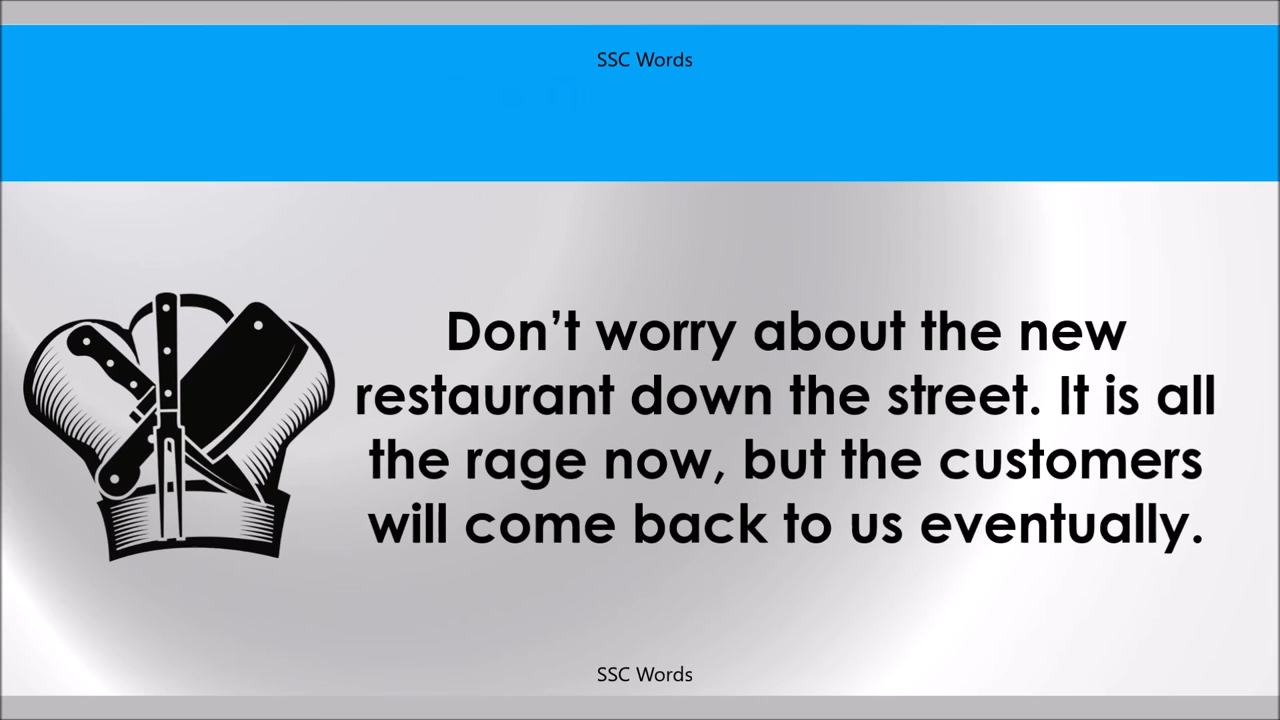 SSC Words
Don’t worry about the new
restaurant down the street. It is all
the rage now, but the customers
will come back to us eventually.
SSC Words